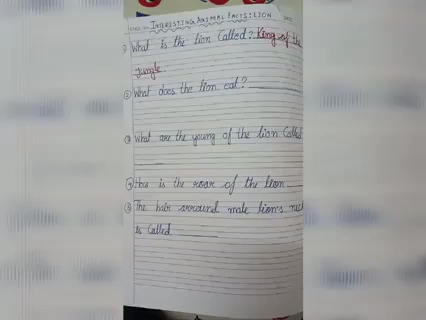 INTERESTING ANIMAL FACTS: LION
① What is the lion Called? King of the
Jungle
② What does the lion eat?
③ What are the young of the lion Called
④ How is the roar of the lion
⑤ The hair arround male lion's neck
is Called